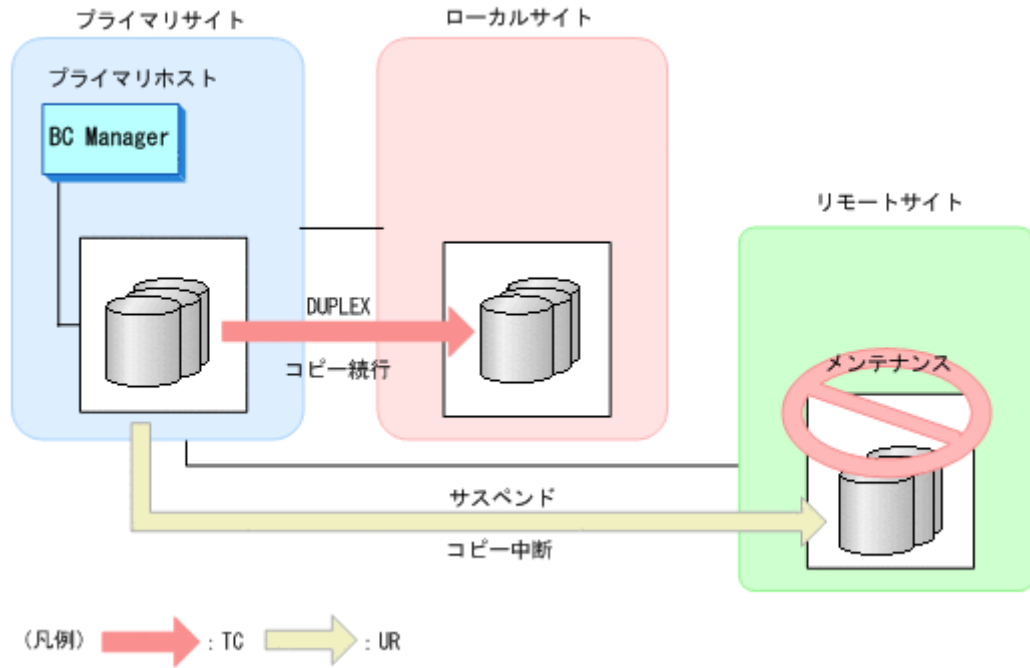 プライマリサイト
ローカルサイト
プライマリホスト
BC Manager
リモートサイト
DUPLEX
コピー続行
メンテナンス
サスペンド
コピー中断
(凡例)
：TC
：UR